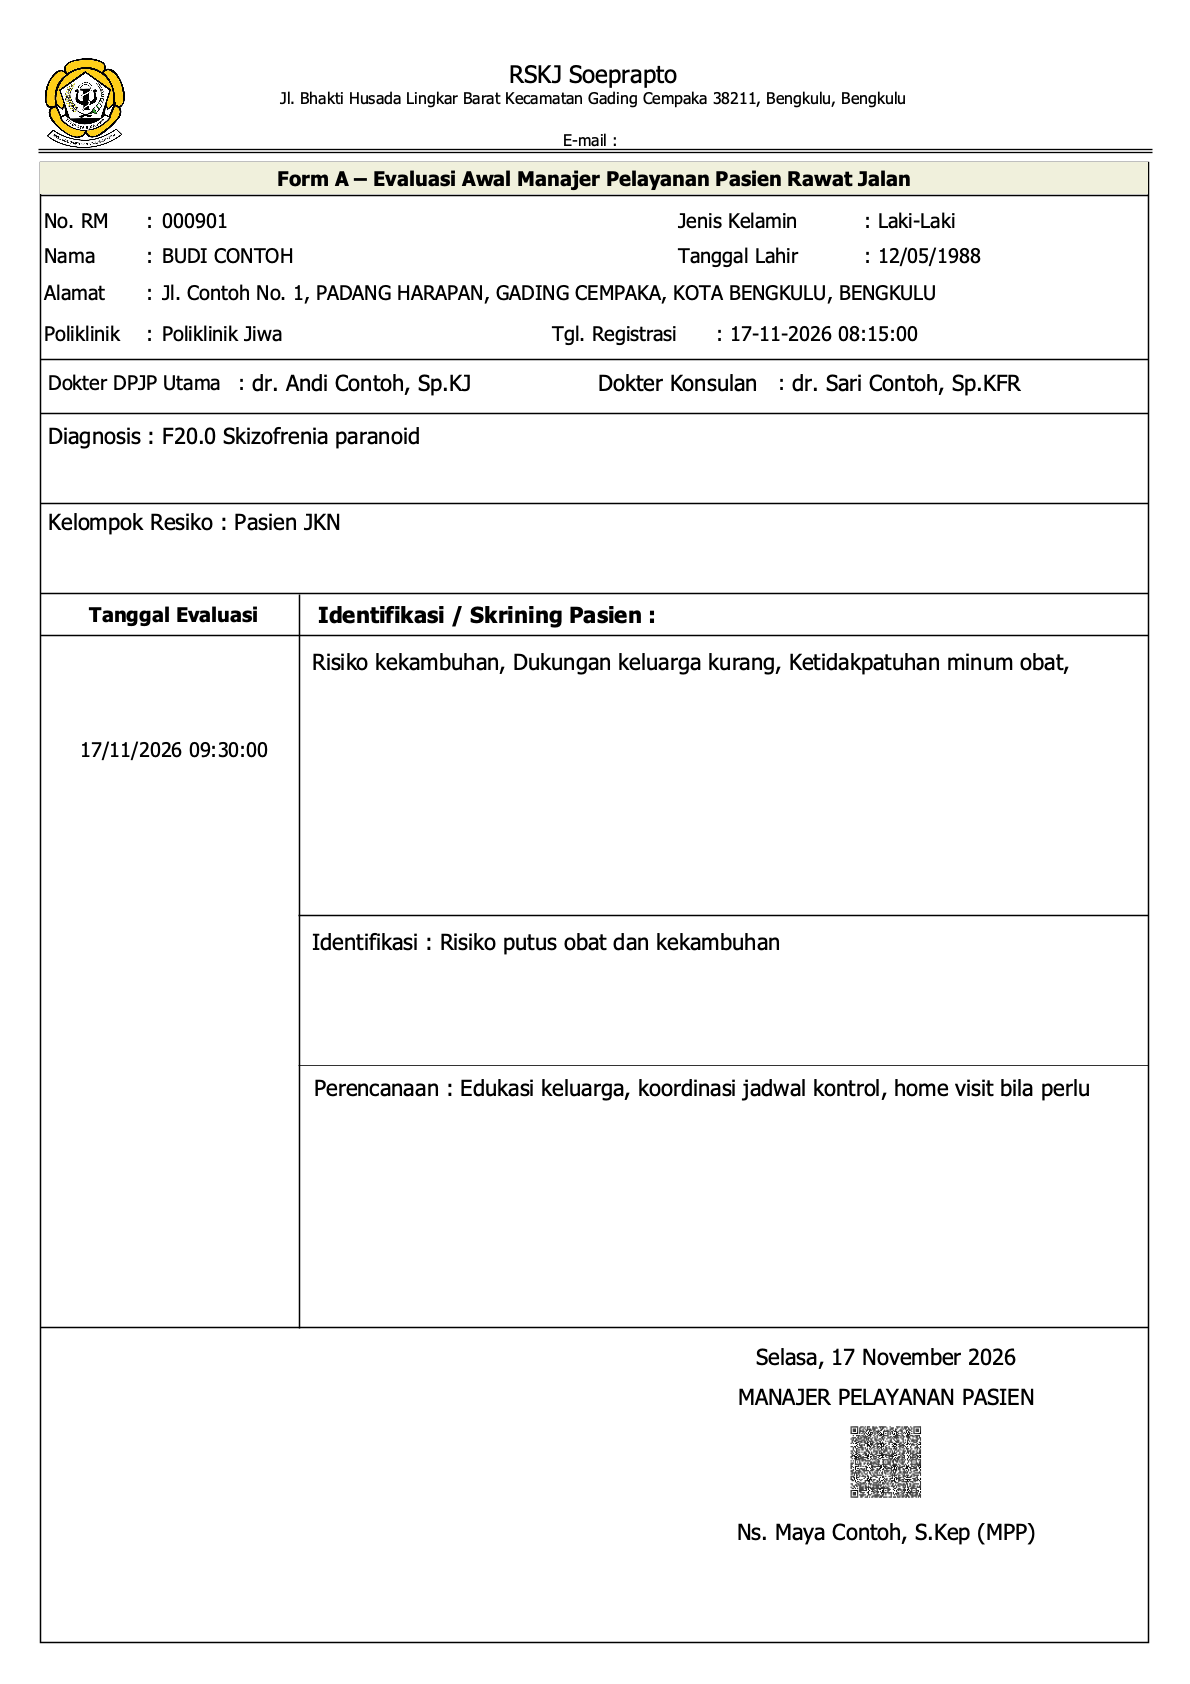 RSKJ Soeprapto
Jl. Bhakti Husada Lingkar Barat Kecamatan Gading Cempaka 38211, Bengkulu, Bengkulu
E-mail :
Form A – Evaluasi Awal Manajer Pelayanan Pasien Rawat Jalan
No. RM : 000901 Jenis Kelamin : Laki-Laki
Nama : BUDI CONTOH Tanggal Lahir : 12/05/1988
Alamat : Jl. Contoh No. 1, PADANG HARAPAN, GADING CEMPAKA, KOTA BENGKULU, BENGKULU
Poliklinik : Poliklinik Jiwa Tgl. Registrasi : 17-11-2026 08:15:00
Dokter DPJP Utama : dr. Andi Contoh, Sp.KJ Dokter Konsulan : dr. Sari Contoh, Sp.KFR
Diagnosis : F20.0 Skizofrenia paranoid
Kelompok Resiko : Pasien JKN
Tanggal Evaluasi Identifikasi / Skrining Pasien :
Risiko kekambuhan, Dukungan keluarga kurang, Ketidakpatuhan minum obat,
17/11/2026 09:30:00
Identifikasi : Risiko putus obat dan kekambuhan
Perencanaan : Edukasi keluarga, koordinasi jadwal kontrol, home visit bila perlu
Selasa, 17 November 2026
MANAJER PELAYANAN PASIEN
Ns. Maya Contoh, S.Kep (MPP)